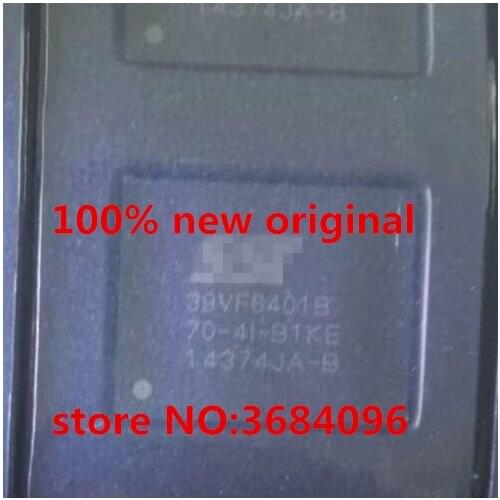 14374JA-B
100% new original
39VF6401B
70-4I-B1KE
14374JA-B
store NO:3684096